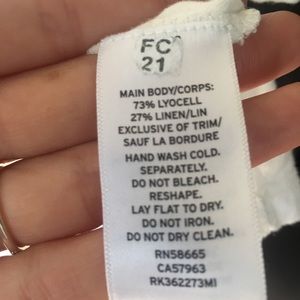 FC
21
MAIN BODY/CORPS:
73% LYOCELL
27% LINEN/LIN
EXCLUSIVE OF TRIM/
SAUF LA BORDURE
HAND WASH COLD.
SEPARATELY.
DO NOT BLEACH.
RESHAPE.
LAY FLAT TO DRY.
DO NOT IRON.
DO NOT DRY CLEAN.
RN58665
CA57963
RK362273MI